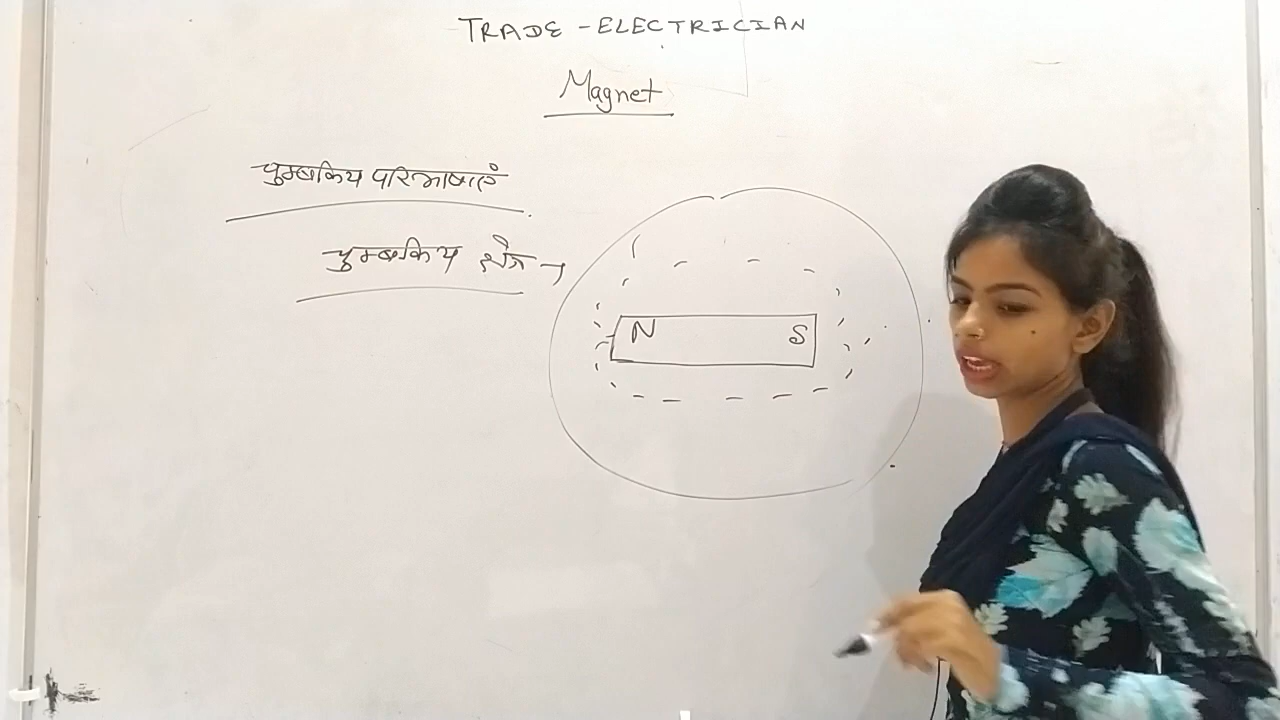 TRADE - ELECTRICIAN
Magnet
चुम्बकिय परिभाषाएं
चुम्बकिय क्षेत्र →
N S